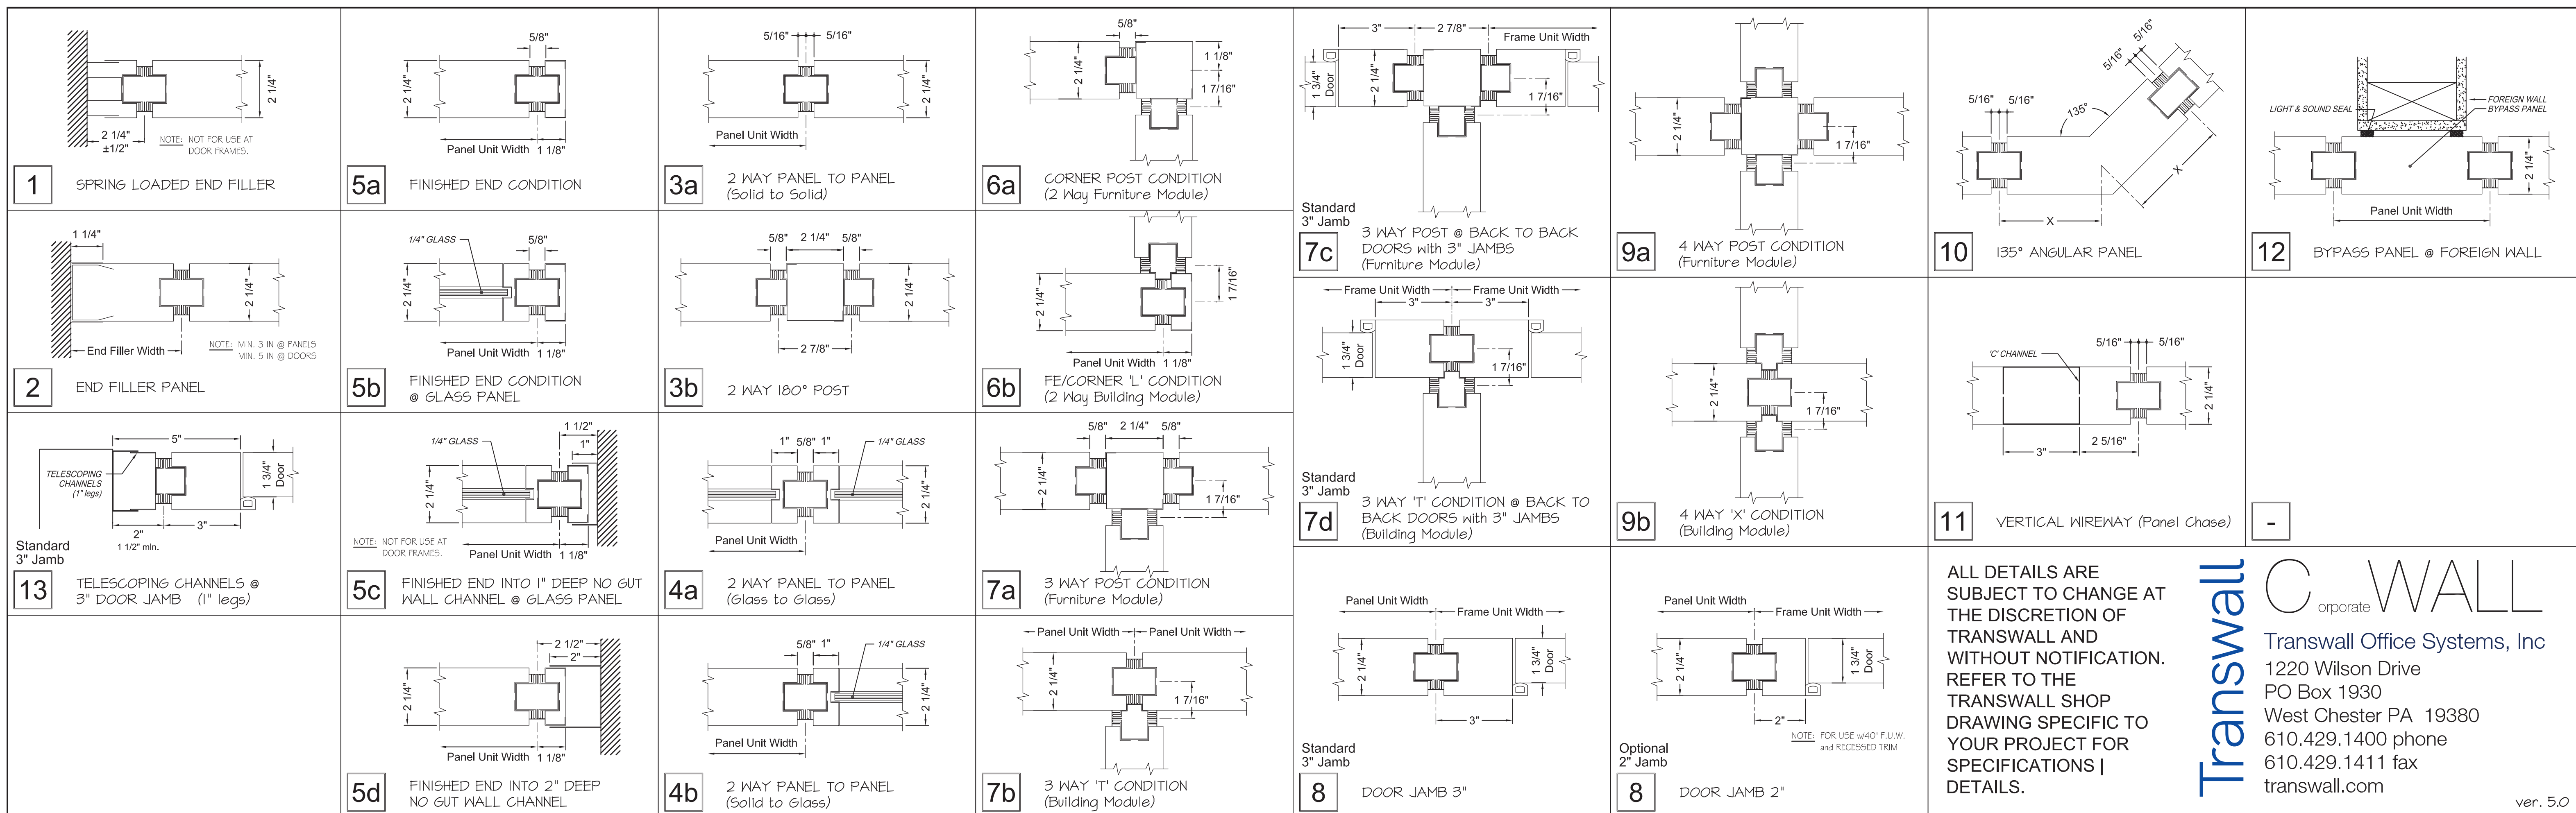 2 1/4"
2 1/4"
±1/2"
NOTE: NOT FOR USE AT
DOOR FRAMES.
1
SPRING LOADED END FILLER
5/8"
2 1/4"
Panel Unit Width
1 1/8"
5a
FINISHED END CONDITION
5/16"
5/16"
2 1/4"
2 1/4"
Panel Unit Width
3a
2 WAY PANEL TO PANEL
(Solid to Solid)
5/8"
2 1/4"
1 1/8"
1 7/16"
6a
CORNER POST CONDITION
(2 Way Furniture Module)
3"
2 7/8"
Frame Unit Width
1 3/4"
Door
2 1/4"
1 7/16"
Standard
3" Jamb
7c
3 WAY POST @ BACK TO BACK
DOORS with 3" JAMBS
(Furniture Module)
2 1/4"
1 7/16"
9a
4 WAY POST CONDITION
(Furniture Module)
5/16"
5/16"
5/16"
5/16"
135°
X
X
10
135° ANGULAR PANEL
LIGHT & SOUND SEAL
FOREIGN WALL
BYPASS PANEL
2 1/4"
Panel Unit Width
12
BYPASS PANEL @ FOREIGN WALL
1 1/4"
2 1/4"
End Filler Width
NOTE: MIN. 3 IN @ PANELS
MIN. 5 IN @ DOORS
2
END FILLER PANEL
1/4" GLASS
5/8"
2 1/4"
Panel Unit Width
1 1/8"
5b
FINISHED END CONDITION
@ GLASS PANEL
5/8"
2 1/4"
5/8"
2 1/4"
2 1/4"
2 7/8"
3b
2 WAY 180° POST
1 7/16"
2 1/4"
Panel Unit Width
1 1/8"
6b
FE/CORNER 'L' CONDITION
(2 Way Building Module)
Frame Unit Width
Frame Unit Width
3"
3"
1 3/4"
Door
1 7/16"
Standard
3" Jamb
7d
3 WAY 'T' CONDITION @ BACK TO
BACK DOORS with 3" JAMBS
(Building Module)
2 1/4"
1 7/16"
9b
4 WAY 'X' CONDITION
(Building Module)
'C' CHANNEL
5/16"
5/16"
2 1/4"
2 5/16"
3"
11
VERTICAL WIREWAY (Panel Chase)
-
5"
TELESCOPING
CHANNELS
(1" legs)
1 3/4"
Door
2"
3"
1 1/2" min.
Standard
3" Jamb
13
TELESCOPING CHANNELS @
3" DOOR JAMB (1" legs)
1 1/2"
1"
1/4" GLASS
2 1/4"
NOTE: NOT FOR USE AT
DOOR FRAMES.
Panel Unit Width
1 1/8"
5c
FINISHED END INTO 1" DEEP NO GUT
WALL CHANNEL @ GLASS PANEL
1"
5/8"
1"
1/4" GLASS
2 1/4"
2 1/4"
Panel Unit Width
4a
2 WAY PANEL TO PANEL
(Glass to Glass)
5/8"
2 1/4"
5/8"
2 1/4"
1 7/16"
7a
3 WAY POST CONDITION
(Furniture Module)
2 1/2"
2"
2 1/4"
Panel Unit Width
1 1/8"
5d
FINISHED END INTO 2" DEEP
NO GUT WALL CHANNEL
5/8"
1"
1/4" GLASS
2 1/4"
2 1/4"
Panel Unit Width
4b
2 WAY PANEL TO PANEL
(Solid to Glass)
Panel Unit Width
Panel Unit Width
2 1/4"
1 7/16"
7b
3 WAY 'T' CONDITION
(Building Module)
Panel Unit Width
Frame Unit Width
2 1/4"
1 3/4"
Door
3"
Standard
3" Jamb
8
DOOR JAMB 3"
Panel Unit Width
Frame Unit Width
2 1/4"
1 3/4"
Door
2"
NOTE: FOR USE w/40" F.U.W.
and RECESSED TRIM
Optional
2" Jamb
8
DOOR JAMB 2"
ALL DETAILS ARE
SUBJECT TO CHANGE AT
THE DISCRETION OF
TRANSWALL AND
WITHOUT NOTIFICATION.
REFER TO THE
TRANSWALL SHOP
DRAWING SPECIFIC TO
YOUR PROJECT FOR
SPECIFICATIONS |
DETAILS.
Transwall
Corporate WALL
Transwall Office Systems, Inc
1220 Wilson Drive
PO Box 1930
West Chester PA 19380
610.429.1400 phone
610.429.1411 fax
transwall.com
ver. 5.0